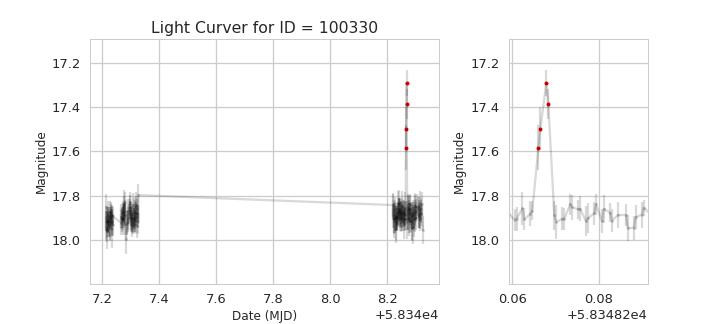 Light Curver for ID = 100330
17.2
17.4
17.6
17.8
18.0
Magnitude
7.2 7.4 7.6 7.8 8.0 8.2
Date (MJD) +5.834e4
17.2
17.4
17.6
17.8
18.0
Magnitude
0.06 0.08
+5.83482e4